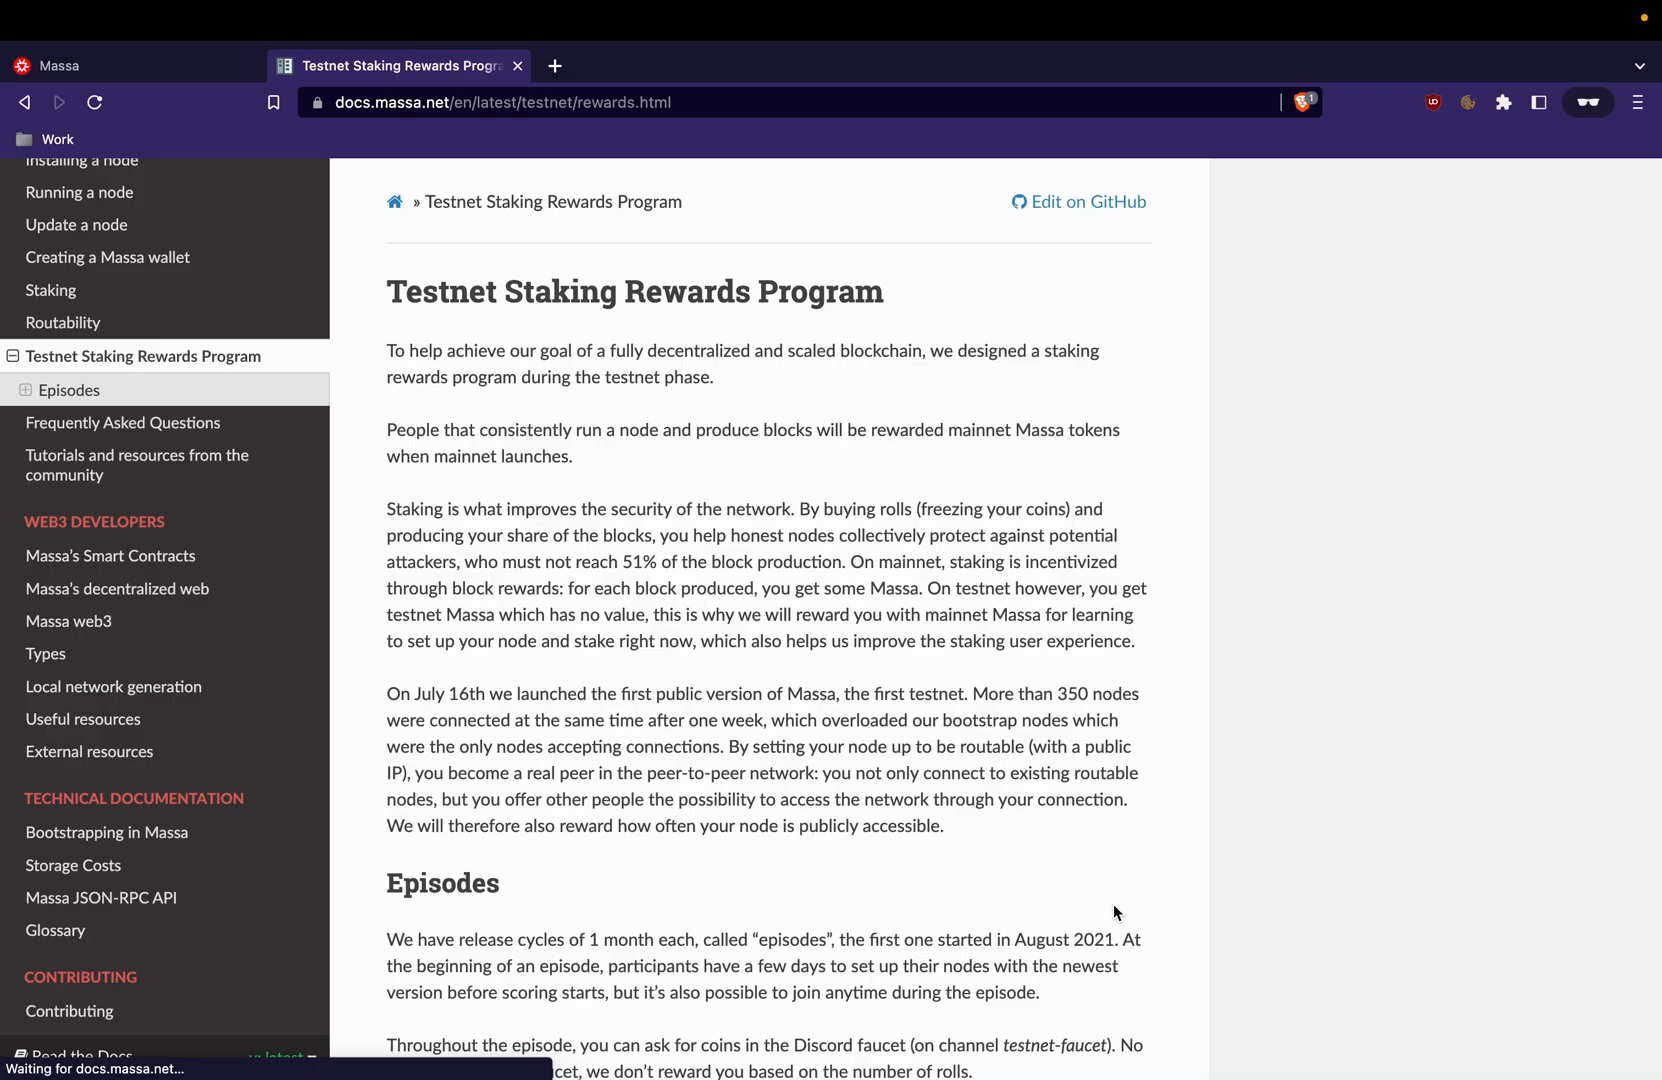 Massa
Testnet Staking Rewards Progr
docs.massa.net/en/latest/testnet/rewards.html
1
Work
Installing a node
Running a node
Update a node
Creating a Massa wallet
Staking
Routability
Testnet Staking Rewards Program
Episodes
Frequently Asked Questions
Tutorials and resources from the
community
WEB3 DEVELOPERS
Massa's Smart Contracts
Massa's decentralized web
Massa web3
Types
Local network generation
Useful resources
External resources
TECHNICAL DOCUMENTATION
Bootstrapping in Massa
Storage Costs
Massa JSON-RPC API
Glossary
CONTRIBUTING
Contributing
Read the Docs
v: latest
Waiting for docs.massa.net...
» Testnet Staking Rewards Program
Edit on GitHub
Testnet Staking Rewards Program
To help achieve our goal of a fully decentralized and scaled blockchain, we designed a staking
rewards program during the testnet phase.
People that consistently run a node and produce blocks will be rewarded mainnet Massa tokens
when mainnet launches.
Staking is what improves the security of the network. By buying rolls (freezing your coins) and
producing your share of the blocks, you help honest nodes collectively protect against potential
attackers, who must not reach 51% of the block production. On mainnet, staking is incentivized
through block rewards: for each block produced, you get some Massa. On testnet however, you get
testnet Massa which has no value, this is why we will reward you with mainnet Massa for learning
to set up your node and stake right now, which also helps us improve the staking user experience.
On July 16th we launched the first public version of Massa, the first testnet. More than 350 nodes
were connected at the same time after one week, which overloaded our bootstrap nodes which
were the only nodes accepting connections. By setting your node up to be routable (with a public
IP), you become a real peer in the peer-to-peer network: you not only connect to existing routable
nodes, but you offer other people the possibility to access the network through your connection.
We will therefore also reward how often your node is publicly accessible.
Episodes
We have release cycles of 1 month each, called “episodes”, the first one started in August 2021. At
the beginning of an episode, participants have a few days to set up their nodes with the newest
version before scoring starts, but it's also possible to join anytime during the episode.
Throughout the episode, you can ask for coins in the Discord faucet (on channel testnet-faucet). No
cet, we don't reward you based on the number of rolls.